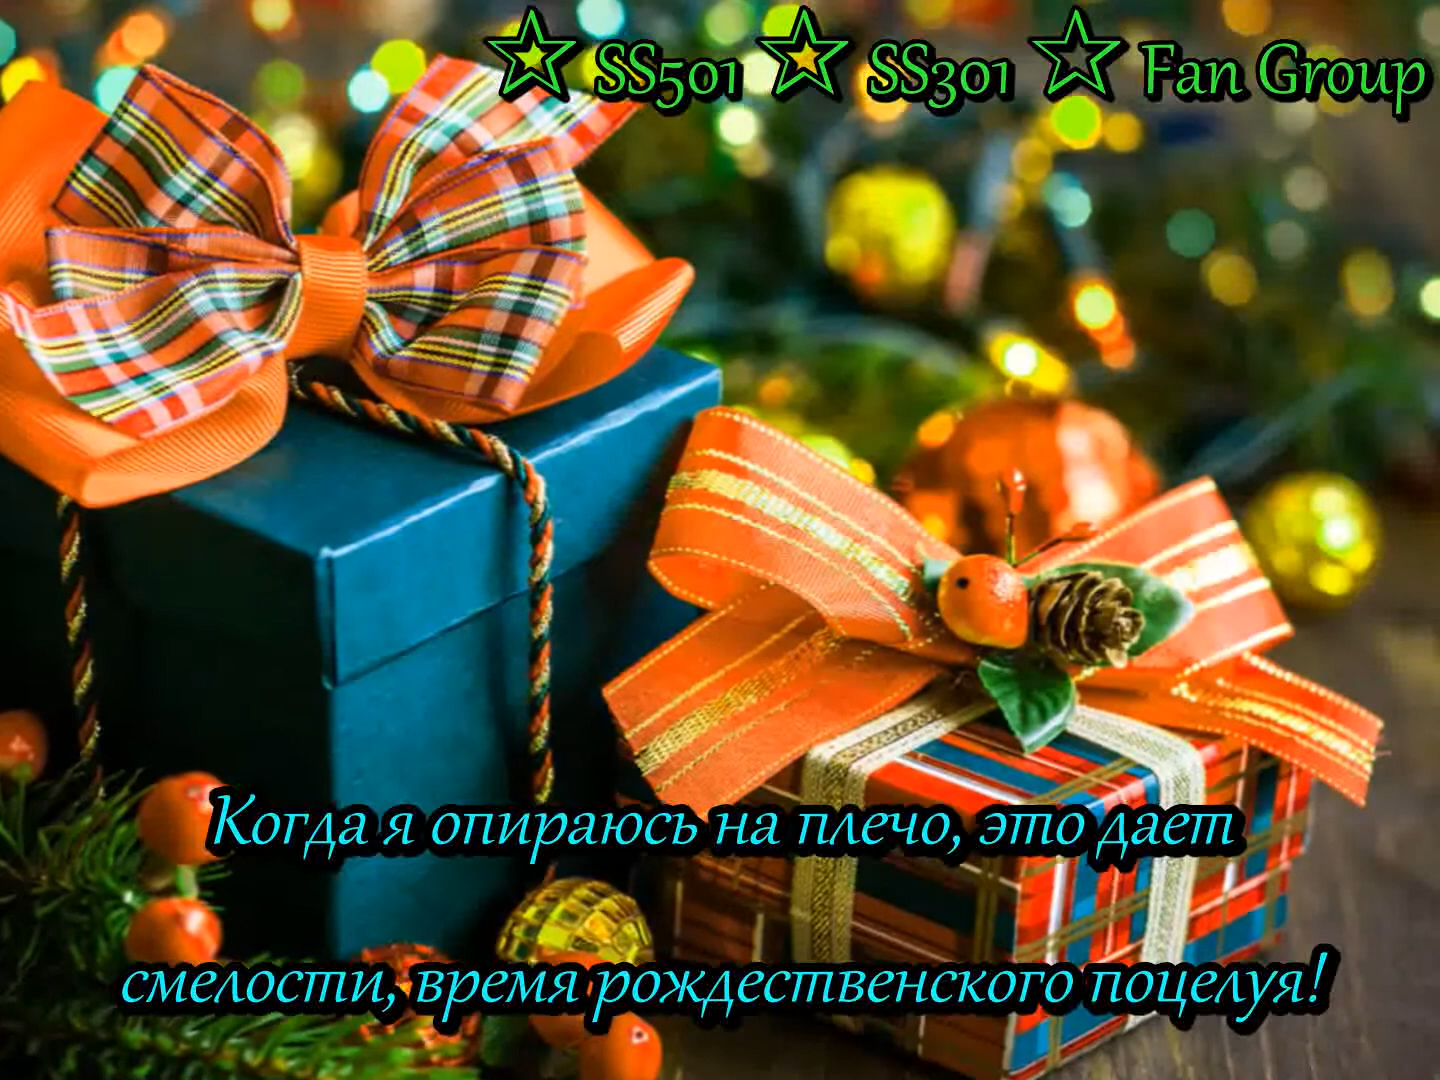 ☆ SS501 ☆ SS301 ☆ Fan Group
Когда я опираюсь на плечо, это дает
смелости, время рождественского поцелуя!